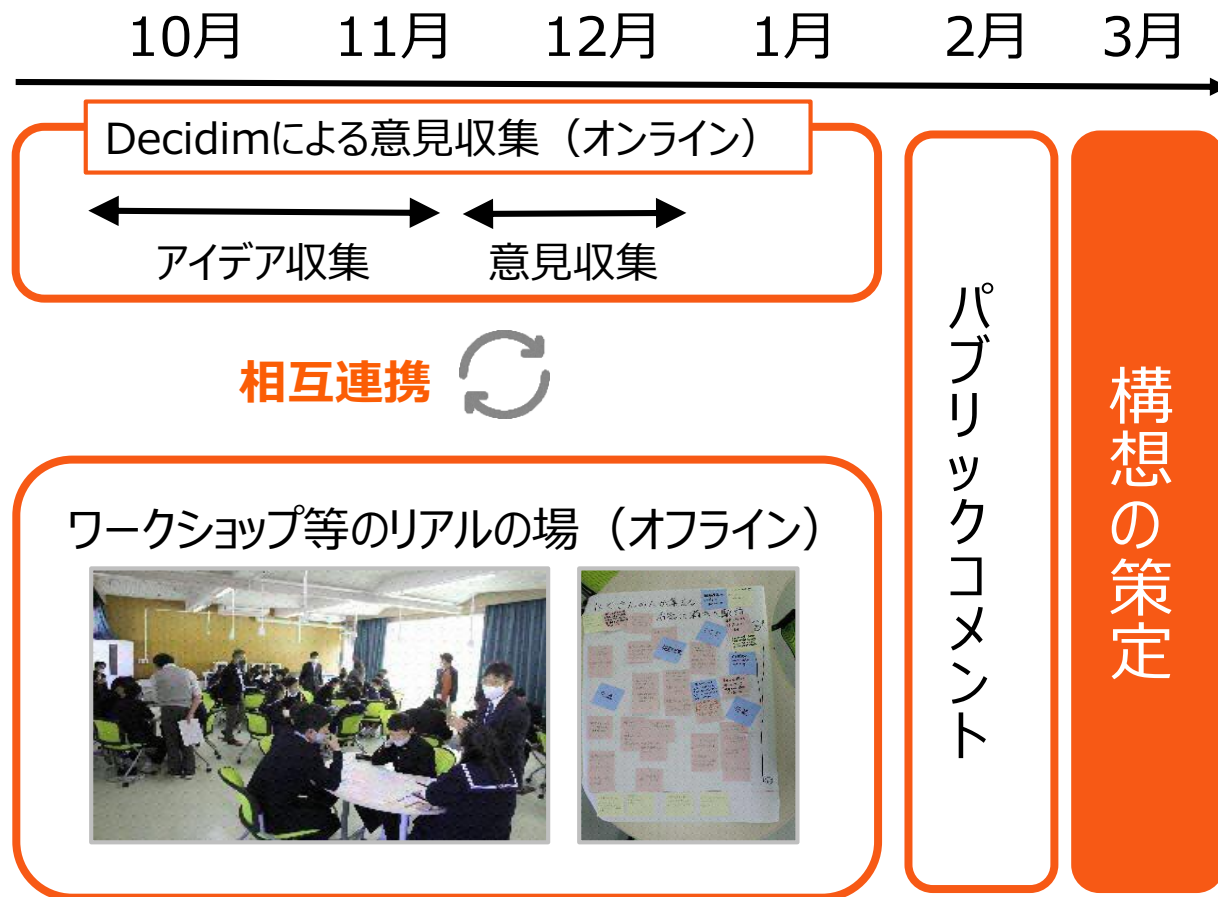 10月 11月 12月 1月 2月 3月
Decidimによる意見収集（オンライン）
アイデア収集 意見収集
相互連携
ワークショップ等のリアルの場（オフライン）
パブリックコメント
構想の策定